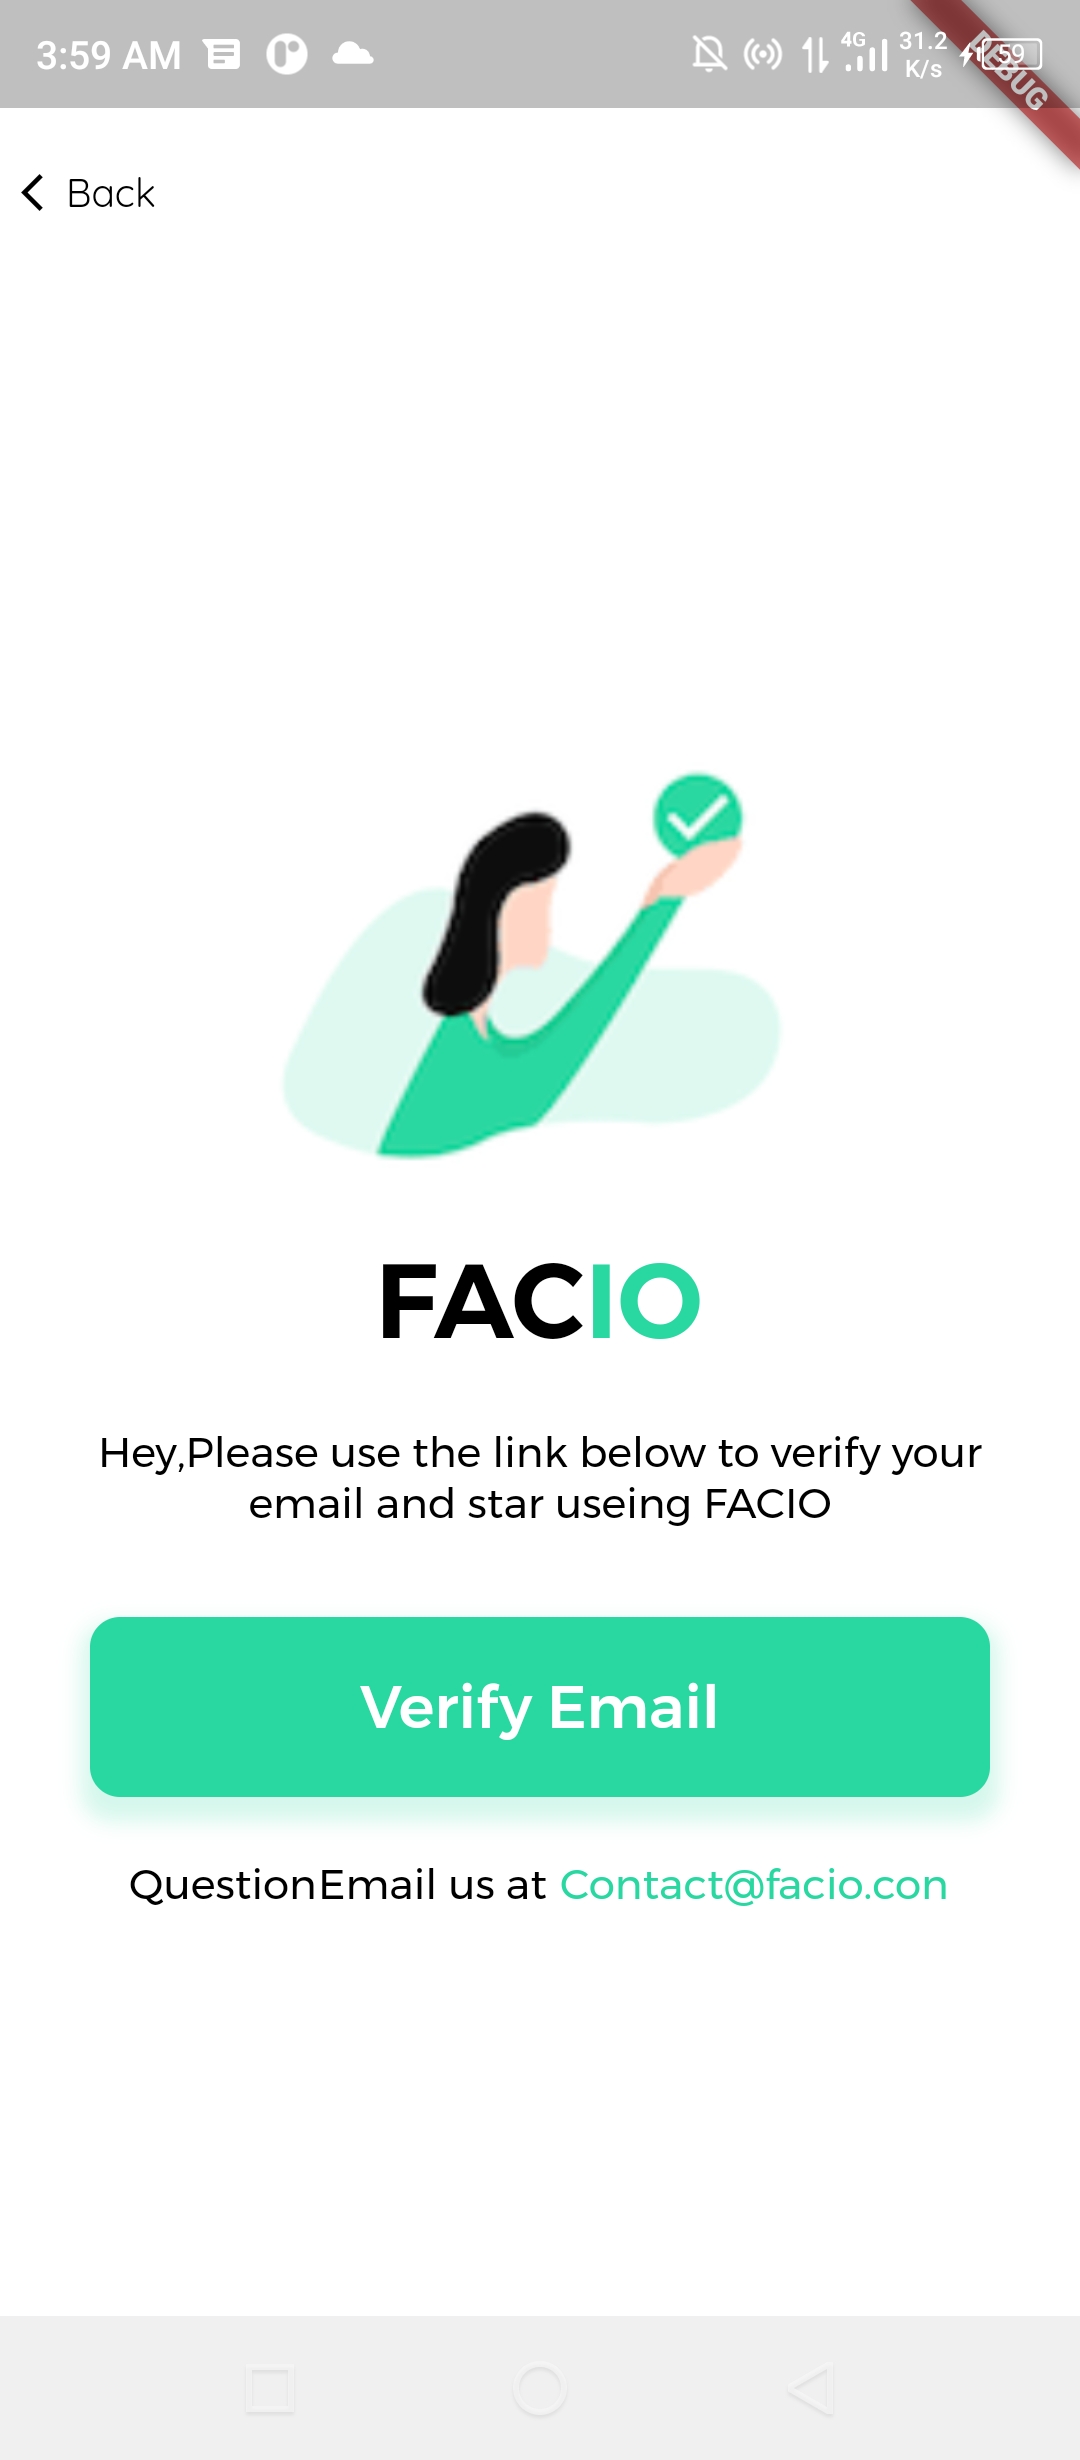 3:59 AM 4G 31.2 K/s 59
DEBUG
Back
FACIO
Hey,Please use the link below to verify your
email and star useing FACIO
Verify Email
QuestionEmail us at Contact@facio.con